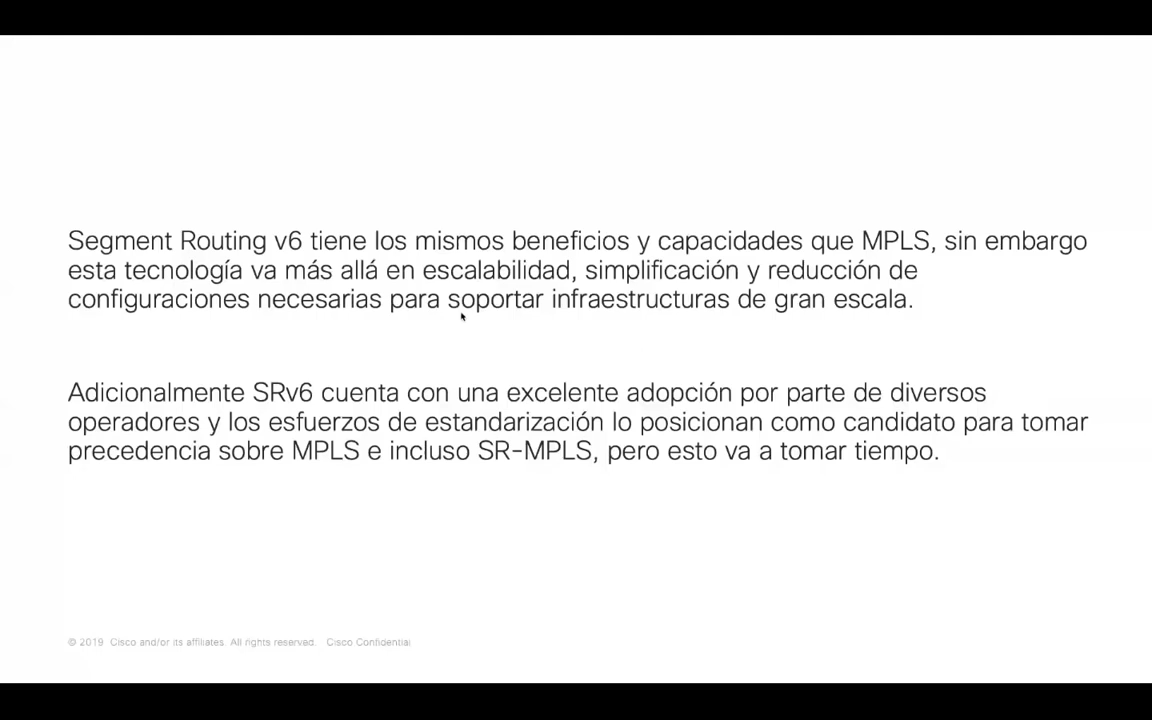 Segment Routing v6 tiene los mismos beneficios y capacidades que MPLS, sin embargo
esta tecnología va más allá en escalabilidad, simplificación y reducción de
configuraciones necesarias para soportar infraestructuras de gran escala.
Adicionalmente SRv6 cuenta con una excelente adopción por parte de diversos
operadores y los esfuerzos de estandarización lo posicionan como candidato para tomar
precedencia sobre MPLS e incluso SR-MPLS, pero esto va a tomar tiempo.
© 2019 Cisco and/or its affiliates. All rights reserved. Cisco Confidential